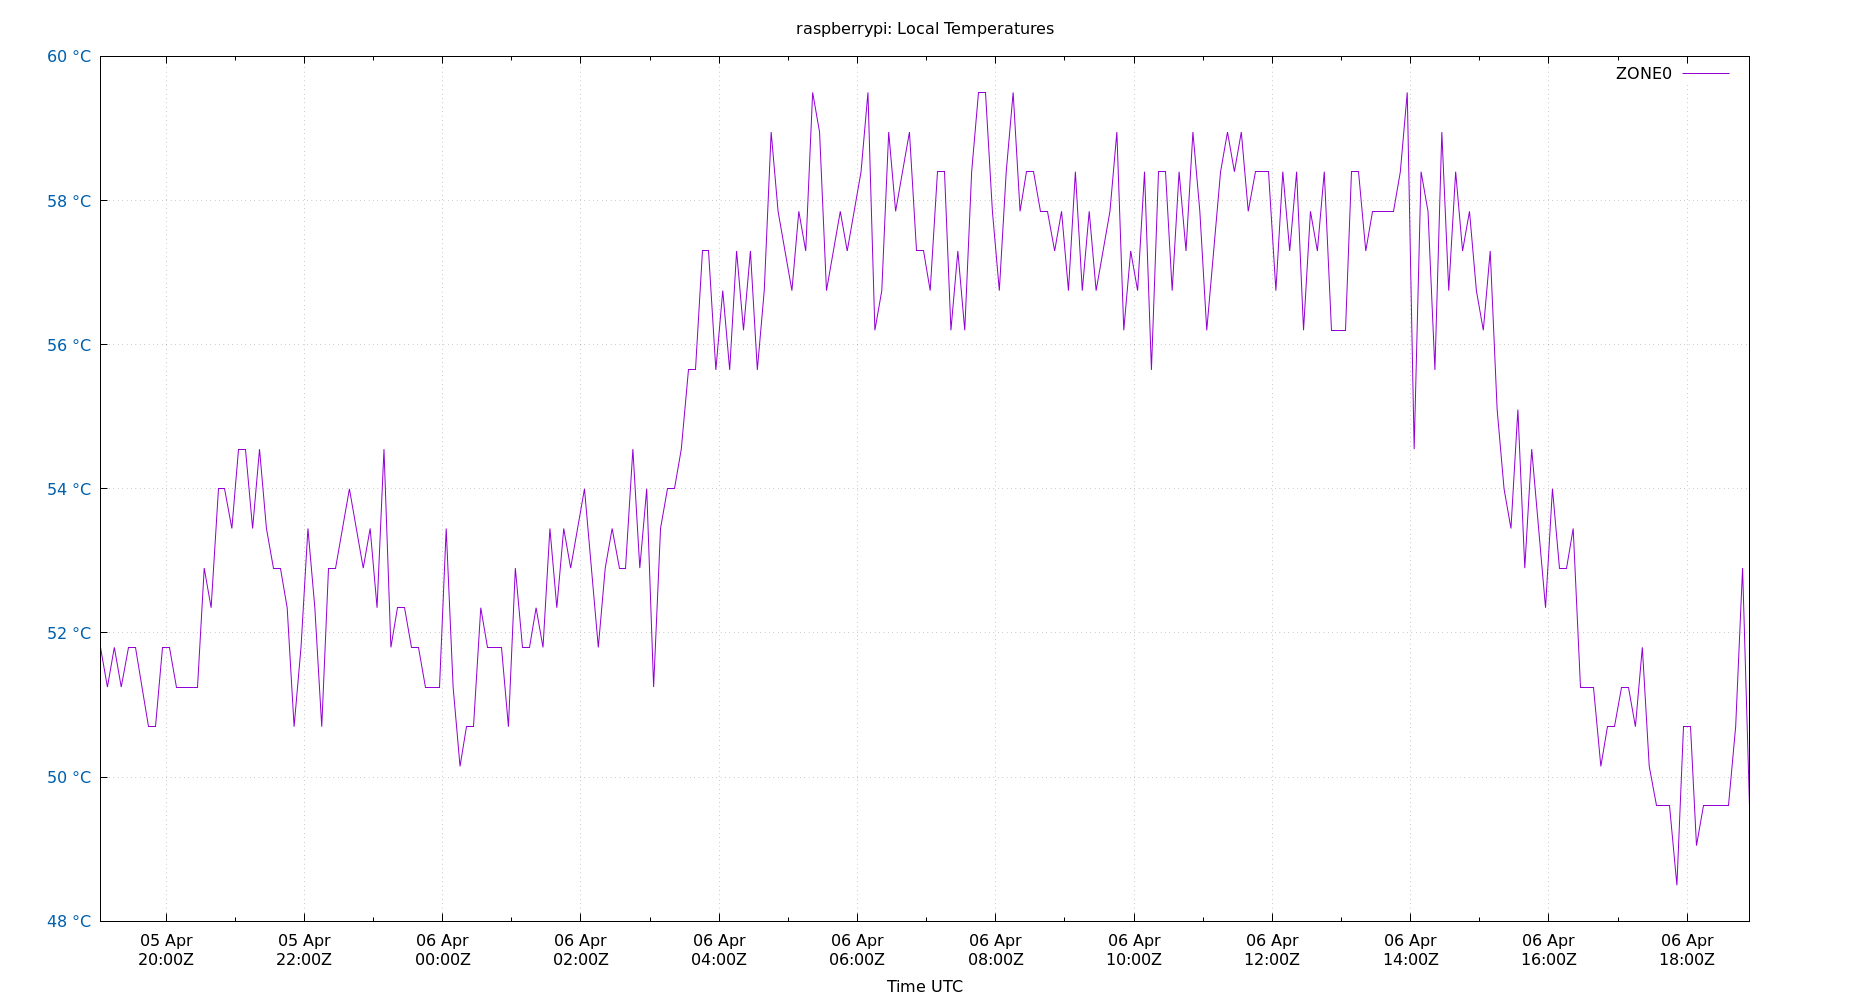 raspberrypi: Local Temperatures
60 °C
ZONE0
58 °C
56 °C
54 °C
52 °C
50 °C
48 °C
05 Apr 05 Apr 06 Apr 06 Apr 06 Apr 06 Apr 06 Apr 06 Apr 06 Apr 06 Apr 06 Apr 06 Apr
20:00Z 22:00Z 00:00Z 02:00Z 04:00Z 06:00Z 08:00Z 10:00Z 12:00Z 14:00Z 16:00Z 18:00Z
Time UTC